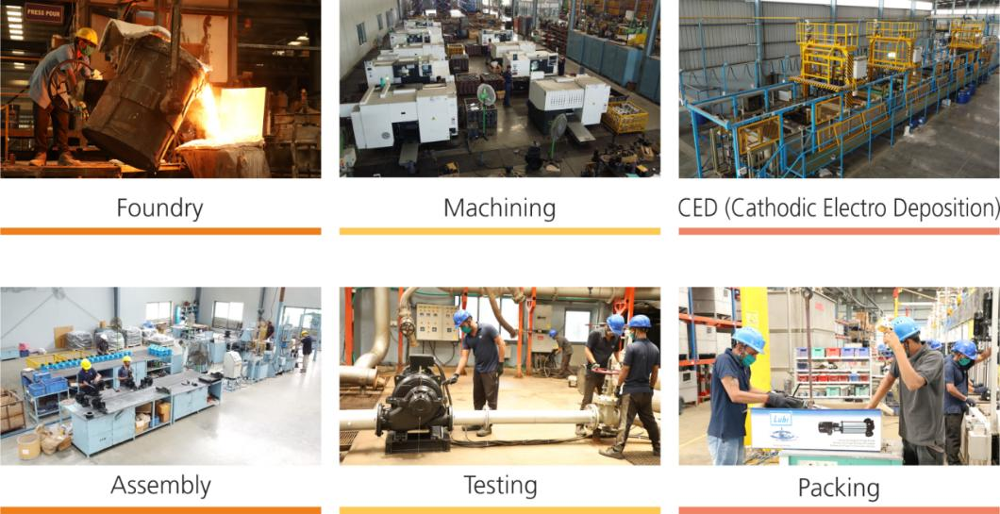 PRESS POUR
Foundry
Machining
CED (Cathodic Electro Deposition)
Assembly
Testing
Packing
Lubi